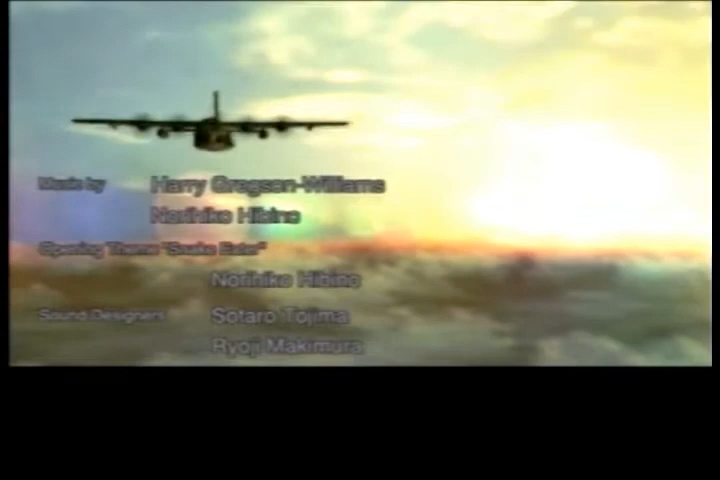 Music by Harry Gregson-Williams
Norihiko Hibino
Opening Theme "Snake Eater"
Norihiko Hibino
Sound Designers Sotaro Tojima
Ryoji Makimura